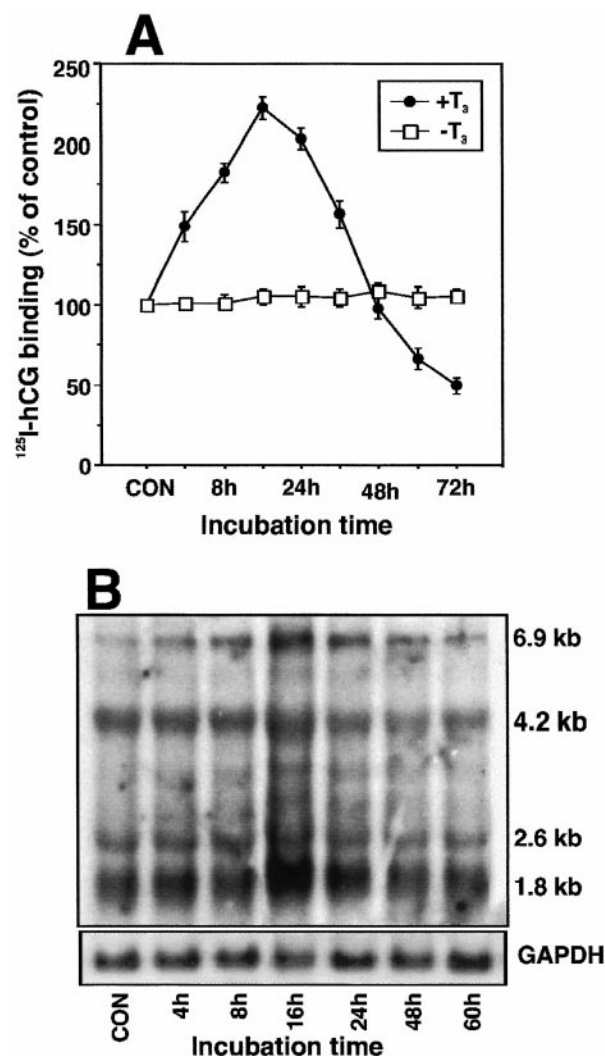 A
250
200
150
100
50
0
¹²⁵I-hCG binding (% of control)
+T₃
-T₃
CON 8h 24h 48h 72h
Incubation time
B
6.9 kb
4.2 kb
2.6 kb
1.8 kb
GAPDH
CON 4h 8h 16h 24h 48h 60h
Incubation time